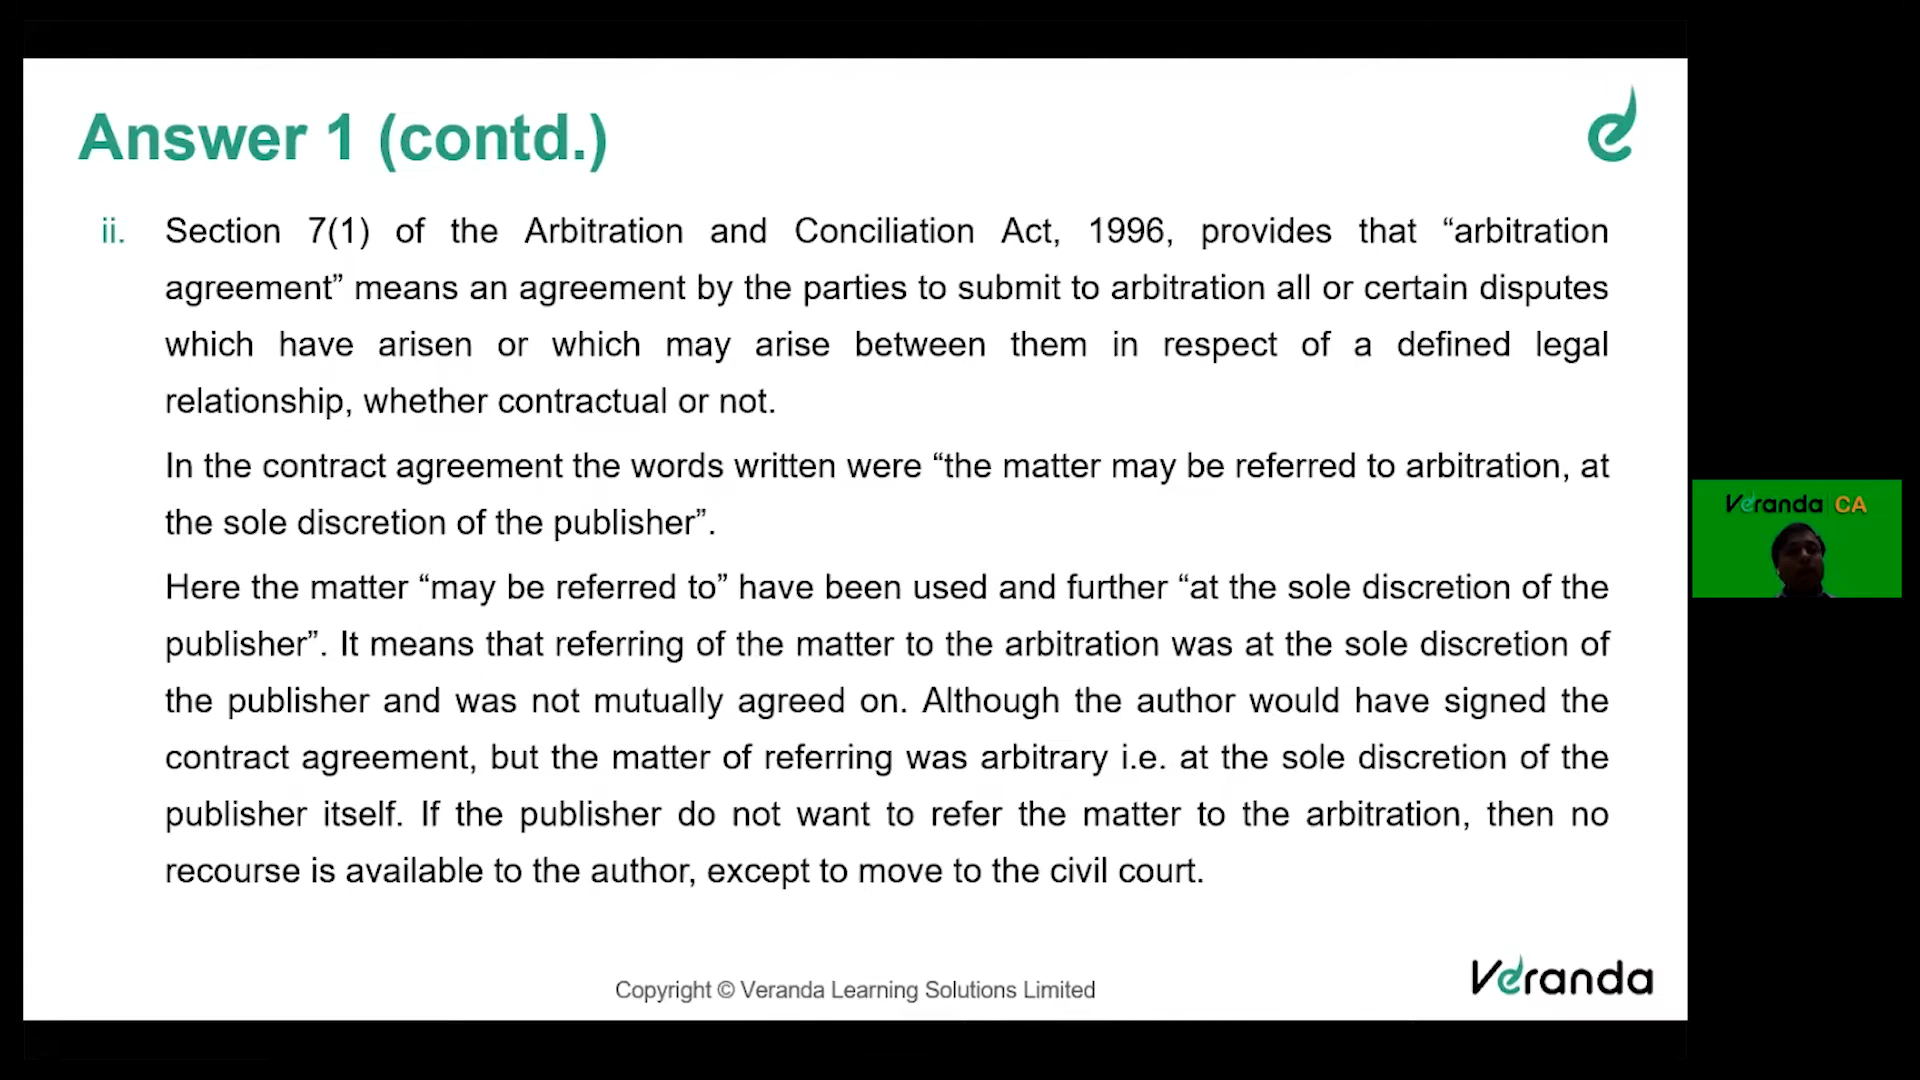 Answer 1 (contd.)
ii. Section 7(1) of the Arbitration and Conciliation Act, 1996, provides that “arbitration
agreement” means an agreement by the parties to submit to arbitration all or certain disputes
which have arisen or which may arise between them in respect of a defined legal
relationship, whether contractual or not.
In the contract agreement the words written were “the matter may be referred to arbitration, at
the sole discretion of the publisher”.
Here the matter “may be referred to” have been used and further “at the sole discretion of the
publisher”. It means that referring of the matter to the arbitration was at the sole discretion of
the publisher and was not mutually agreed on. Although the author would have signed the
contract agreement, but the matter of referring was arbitrary i.e. at the sole discretion of the
publisher itself. If the publisher do not want to refer the matter to the arbitration, then no
recourse is available to the author, except to move to the civil court.
Copyright © Veranda Learning Solutions Limited
Veranda
Veranda CA